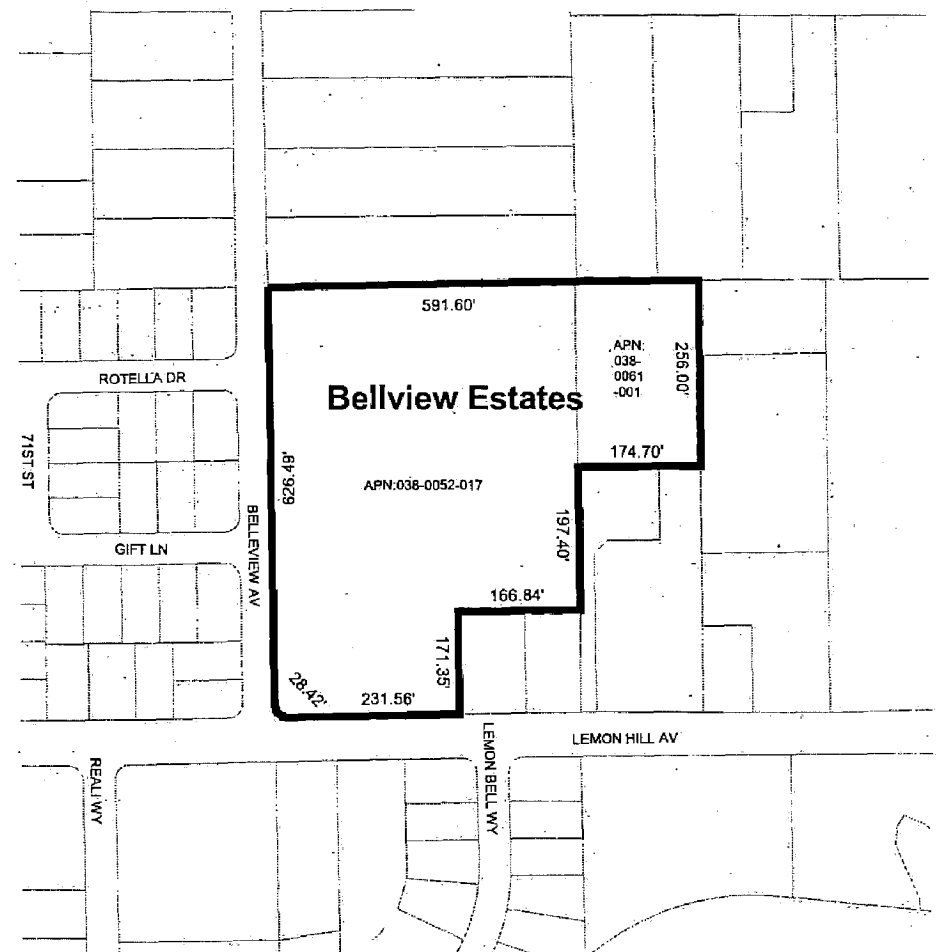 591.60'
APN:
038-
0061
-001
256.00'
ROTELLA DR
Bellview Estates
71ST ST
174.70'
626.49'
APN:038-0052-017
197.40'
BELLEVIEW AV
GIFT LN
166.84'
171.35'
28.42'
231.56'
LEMON HILL AV
LEMON BELL WY
REALI WY